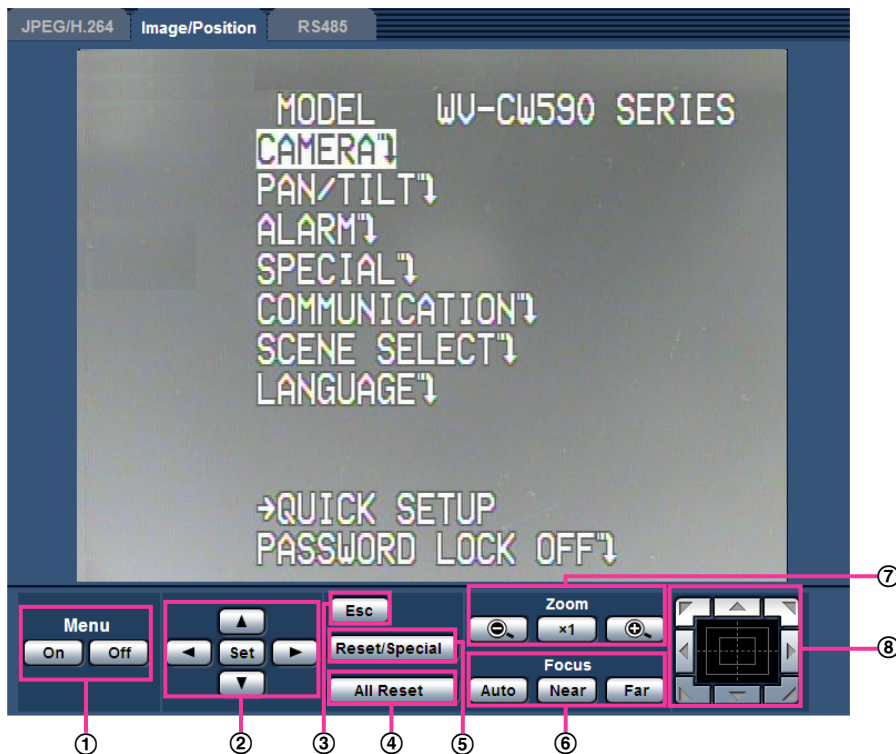 JPEG/H.264 Image/Position RS485
MODEL WV-CW590 SERIES
CAMERA
PAN/TILT
ALARM
SPECIAL
COMMUNICATION
SCENE SELECT
LANGUAGE
→QUICK SETUP
PASSWORD LOCK OFF
⑦
Menu
On Off
Set
Esc
Reset/Special
All Reset
Zoom
×1
Focus
Auto Near Far
⑧
① ② ③ ④ ⑤ ⑥